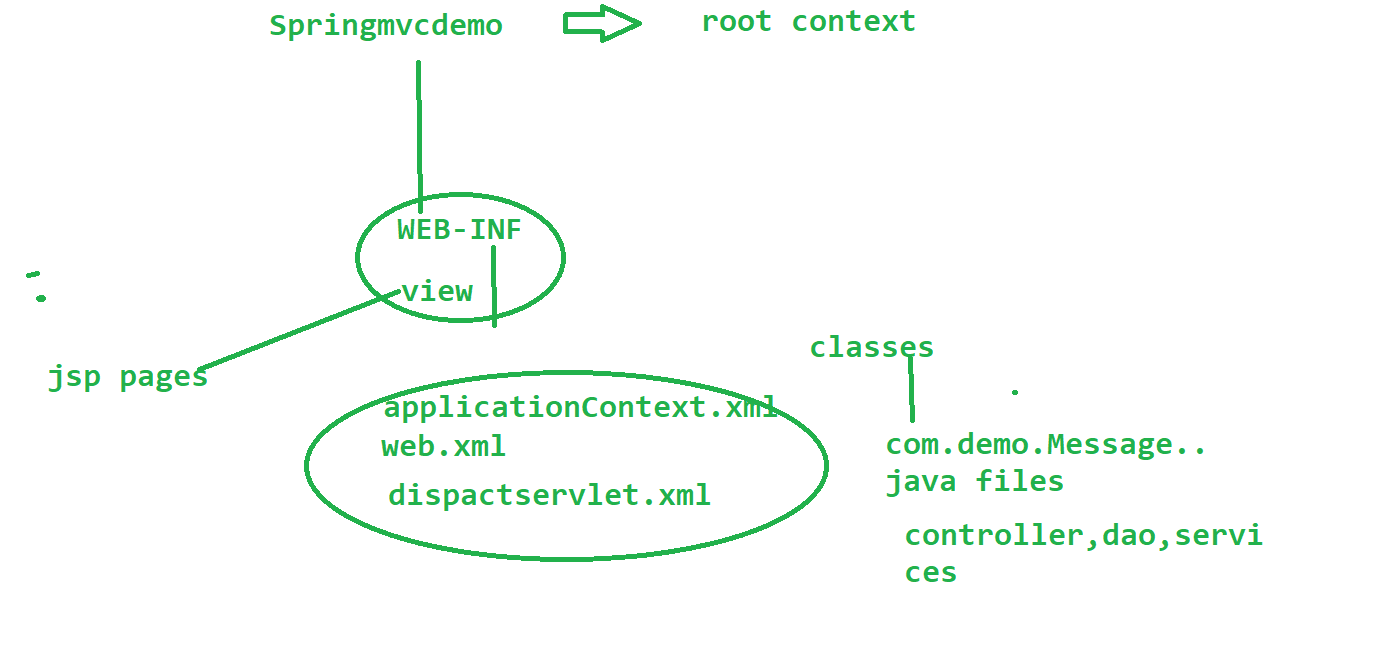 Springmvcdemo
root context
WEB-INF
view
jsp pages
applicationContext.xml
web.xml
dispactservlet.xml
classes
com.demo.Message..
java files
controller,dao,servi
ces